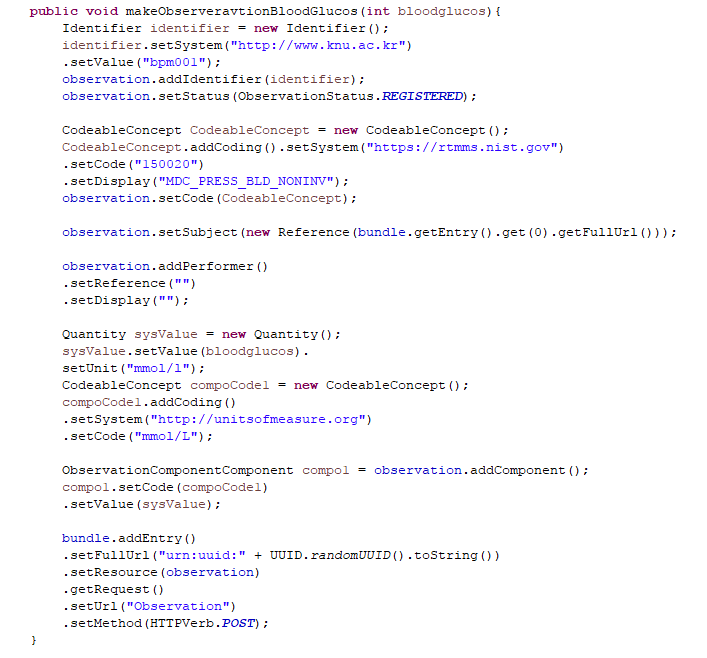 public void makeObserveravtionBloodGlucos(int bloodglucos){
Identifier identifier = new Identifier();
identifier.setSystem("http://www.knu.ac.kr")
.setValue("bpm001");
observation.addIdentifier(identifier);
observation.setStatus(ObservationStatus.REGISTERED);
CodeableConcept CodeableConcept = new CodeableConcept();
CodeableConcept.addCoding().setSystem("https://rtmms.nist.gov")
.setCode("150020")
.setDisplay("MDC_PRESS_BLD_NONINV");
observation.setCode(CodeableConcept);
observation.setSubject(new Reference(bundle.getEntry().get(0).getFullUrl()));
observation.addPerformer()
.setReference("")
.setDisplay("");
Quantity sysValue = new Quantity();
sysValue.setValue(bloodglucos).
setUnit("mmol/l");
CodeableConcept compoCode1 = new CodeableConcept();
compoCode1.addCoding()
.setSystem("http://unitsofmeasure.org")
.setCode("mmol/L");
ObservationComponentComponent compo1 = observation.addComponent();
compo1.setCode(compoCode1)
.setValue(sysValue);
bundle.addEntry()
.setFullUrl("urn:uuid:" + UUID.randomUUID().toString())
.setResource(observation)
.getRequest()
.setUrl("Observation")
.setMethod(HTTPVerb.POST);
}